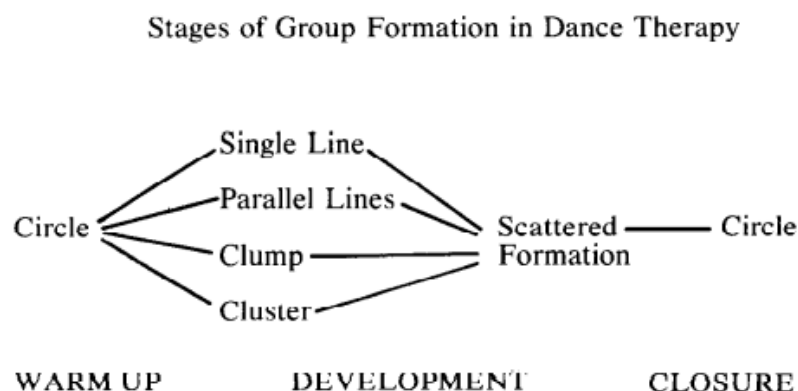 Stages of Group Formation in Dance Therapy
Single Line
Parallel Lines
Circle
Scattered
Circle
Clump
Formation
Cluster
WARM UP DEVELOPMENT CLOSURE